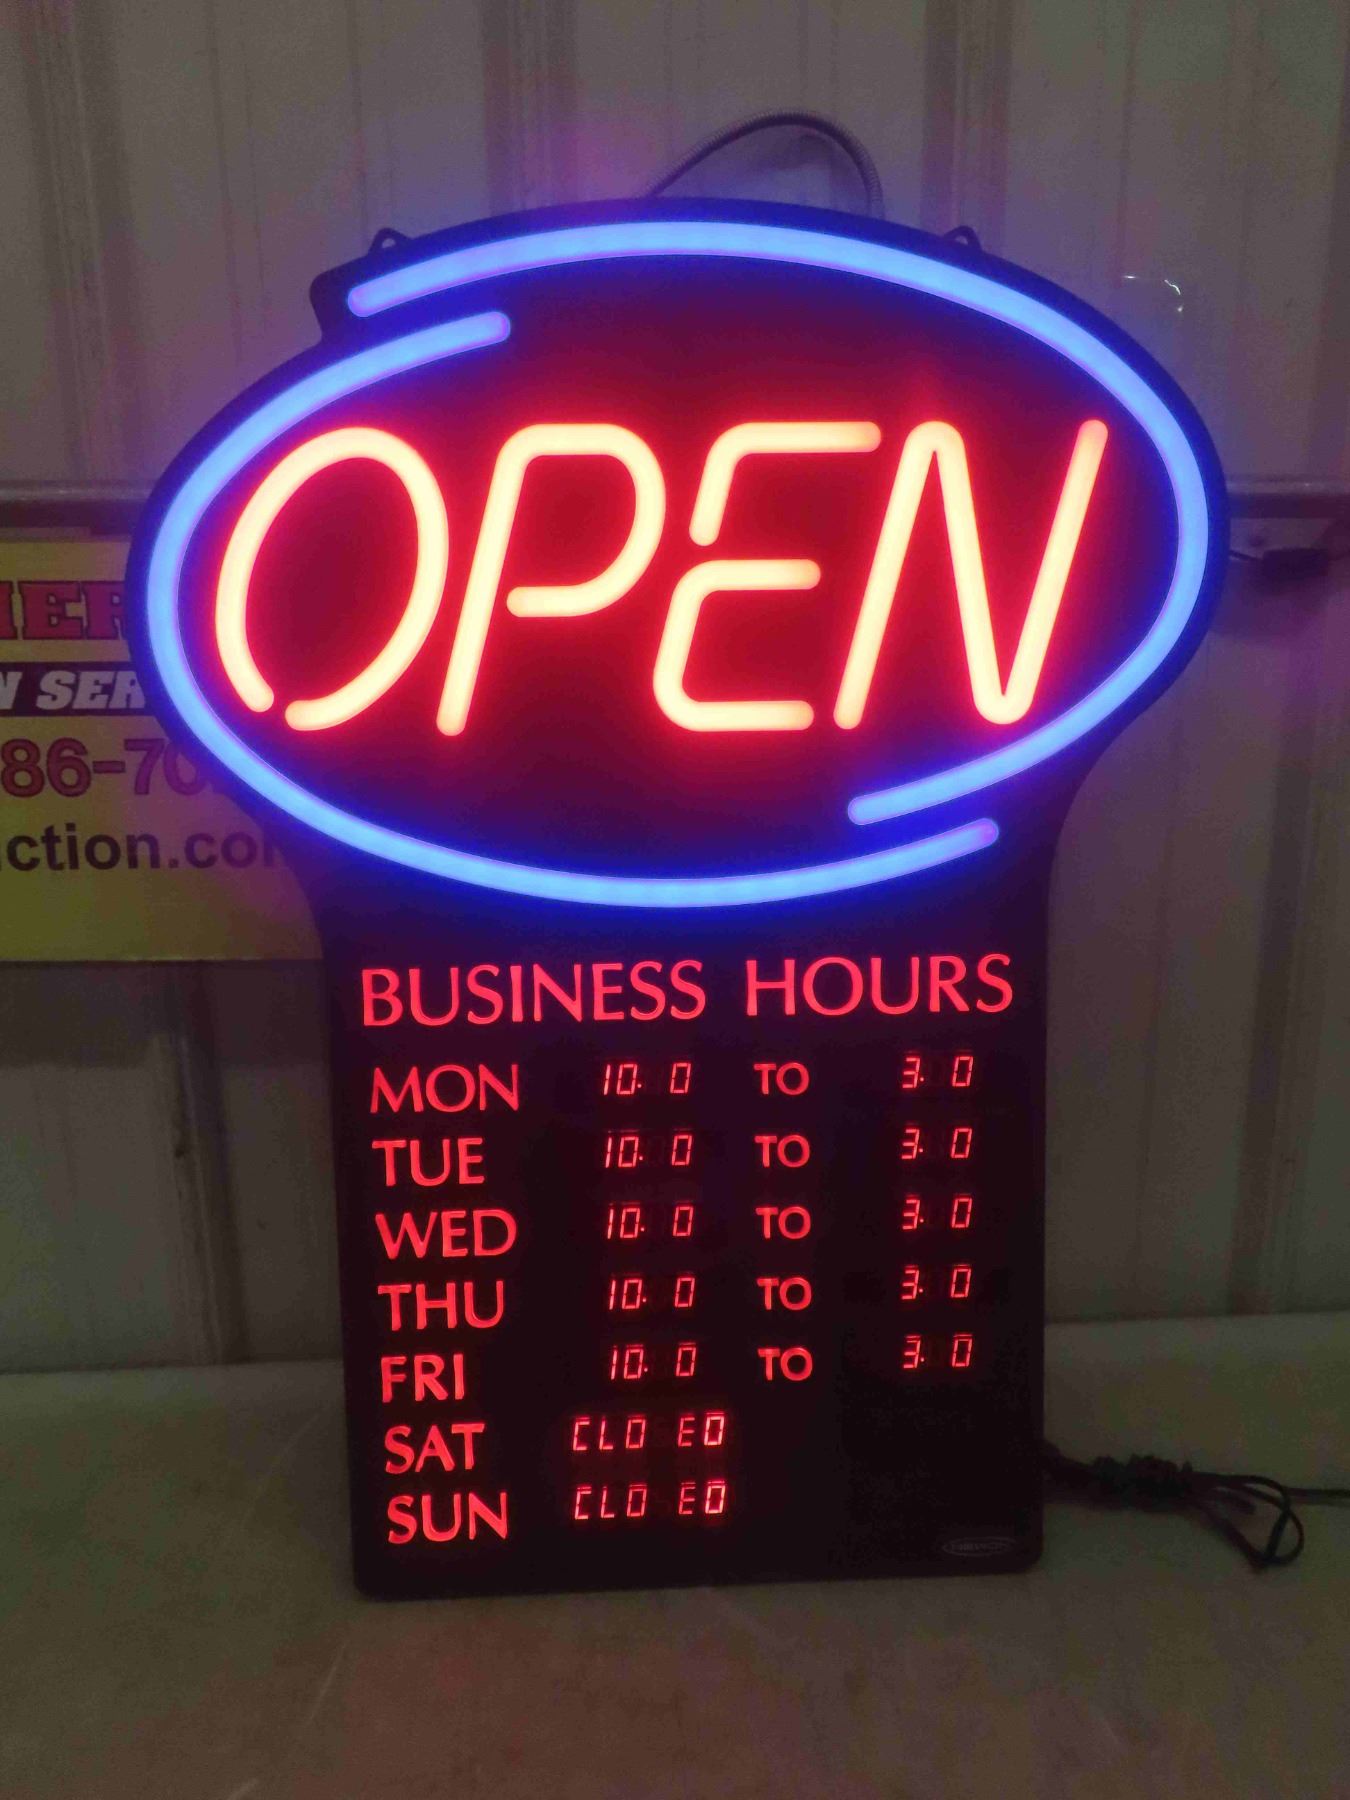 OPEN
N SER
86-70
ction.co
BUSINESS HOURS
MON 10. 0 TO 3. 0
TUE 10. 0 TO 3. 0
WED 10. 0 TO 3. 0
THU 10. 0 TO 3. 0
FRI 10. 0 TO 3. 0
SAT CLO ED
SUN CLO ED